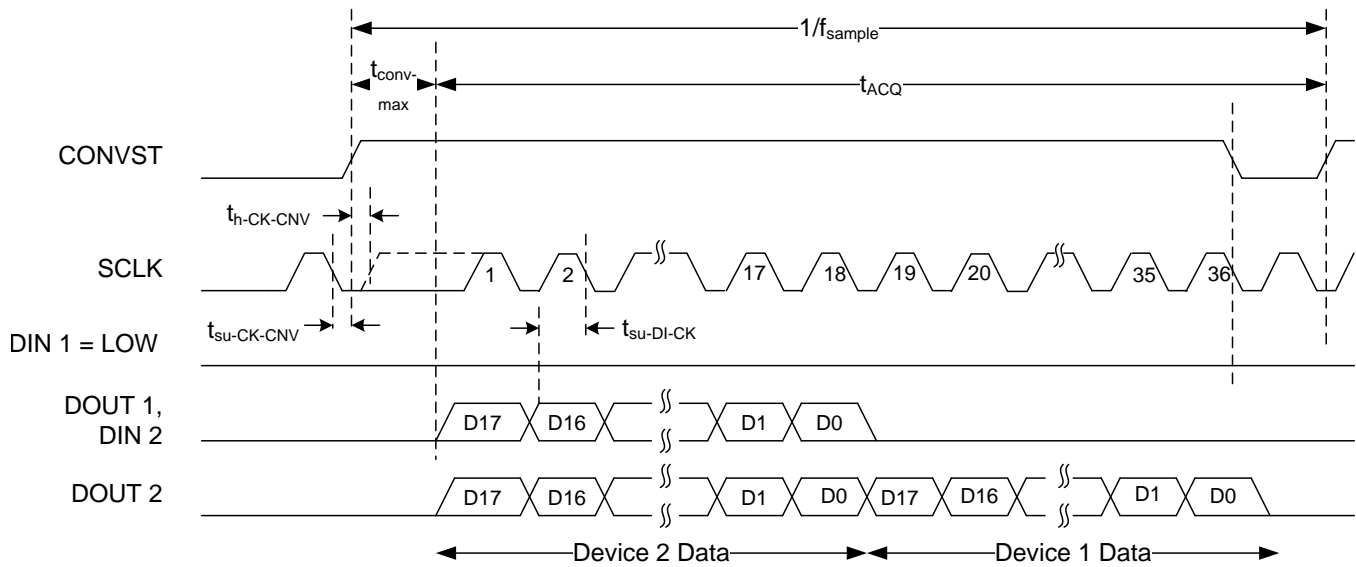 1/fsample
tconv-max
tACQ
CONVST
th-CK-CNV
SCLK
1 2 17 18 19 20 35 36
tsu-CK-CNV
tsu-DI-CK
DIN 1 = LOW
DOUT 1,
DIN 2
D17 D16 D1 D0
DOUT 2
D17 D16 D1 D0 D17 D16 D1 D0
Device 2 Data
Device 1 Data